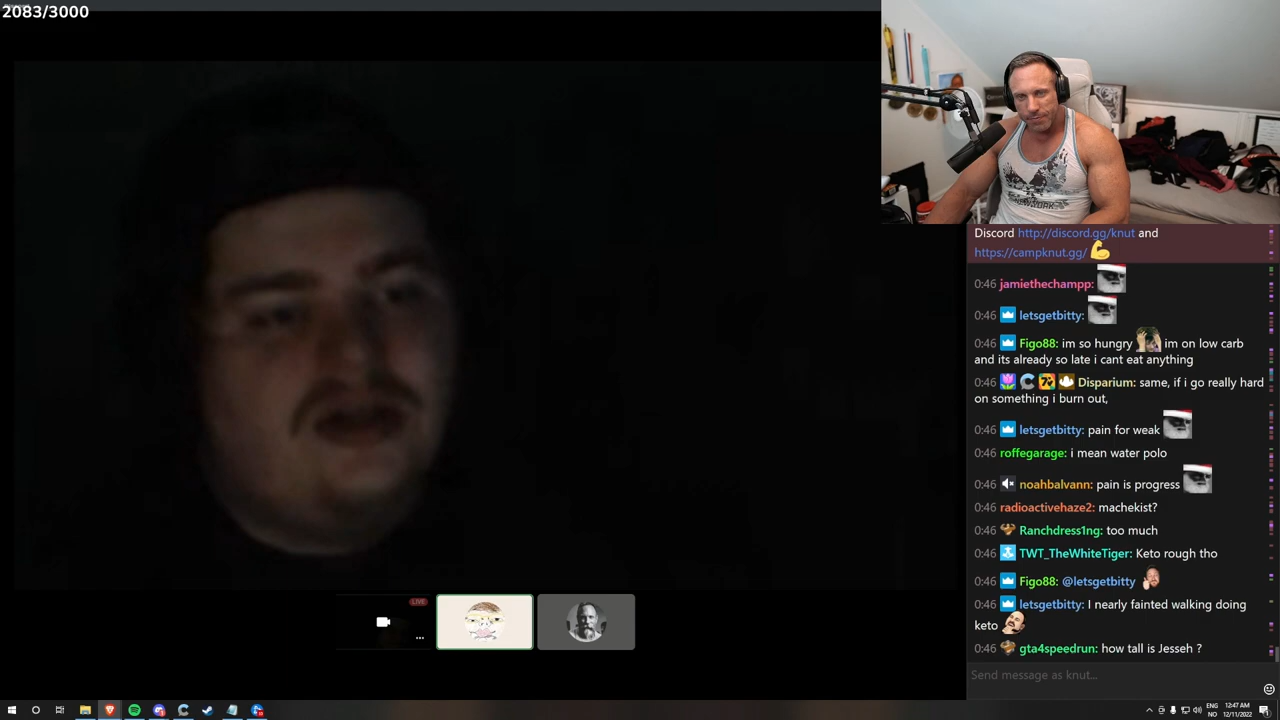 2083/3000
NEWYORK
Discord http://discord.gg/knut and
https://campknut.gg/
0:46 jamiethechampp:
0:46 letsgetbitty:
0:46 Figo88: im so hungry im on low carb
and its already so late i cant eat anything
0:46 Disparium: same, if i go really hard
on something i burn out,
0:46 letsgetbitty: pain for weak
0:46 roffegarage: i mean water polo
0:46 noahbalvann: pain is progress
0:46 radioactivehaze2: machekist?
0:46 Ranchdress1ng: too much
0:46 TWT_TheWhiteTiger: Keto rough tho
0:46 Figo88: @letsgetbitty
0:46 letsgetbitty: I nearly fainted walking doing
keto
0:46 gta4speedrun: how tall is Jesseh ?
Send message as knut...
LIVE
ENG
NO
12:47 AM
12/11/2022